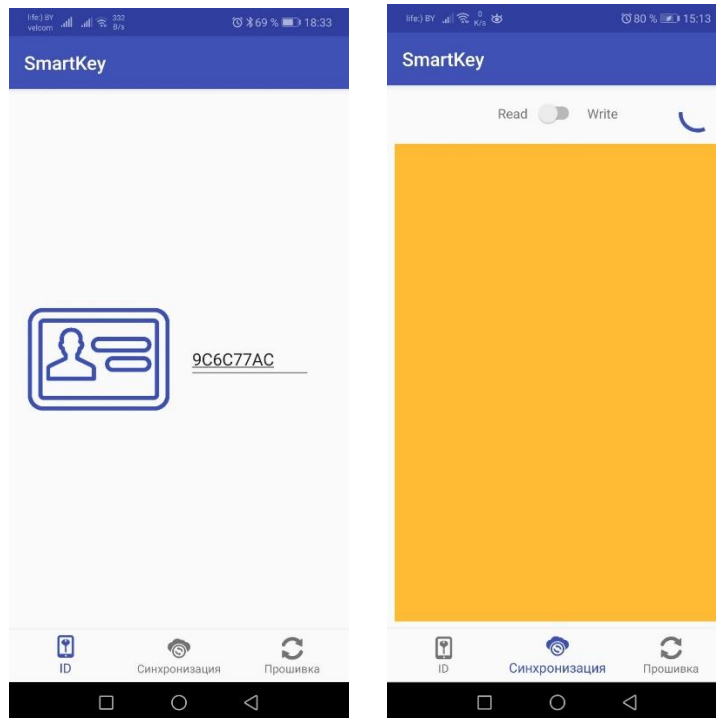 life:) BY
velcom
332
B/s
69 %
18:33
SmartKey
9C6C77AC
ID
Синхронизация
Прошивка
life:) BY
0
K/s
80 %
15:13
SmartKey
Read
Write
ID
Синхронизация
Прошивка